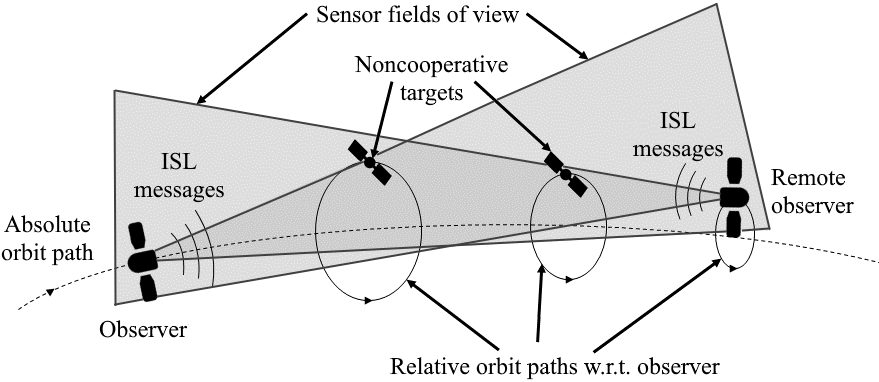 Sensor fields of view
Noncooperative
targets
ISL
messages
ISL
messages
Remote
observer
Absolute
orbit path
Observer
Relative orbit paths w.r.t. observer